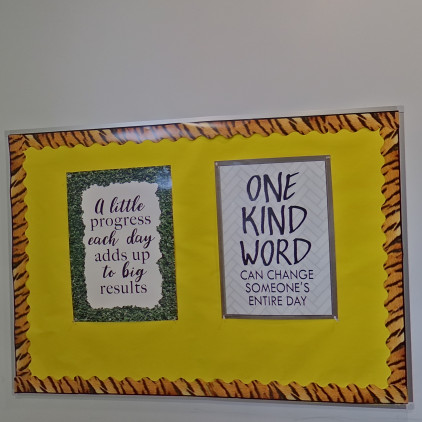 A little
progress
each day
adds up
to big
results
ONE
KIND
WORD
CAN CHANGE
SOMEONE'S
ENTIRE DAY